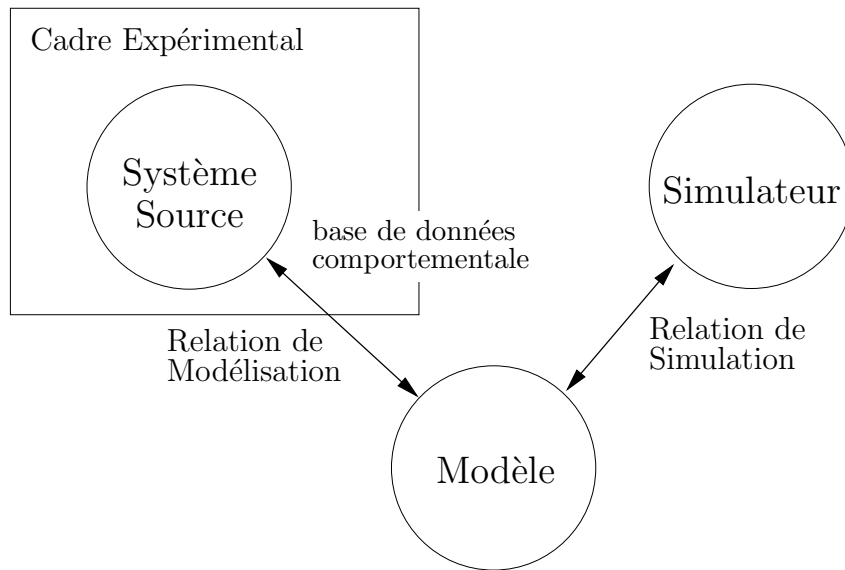 Cadre Expérimental
Système
Source
Simulateur
base de données
comportementale
Relation de
Modélisation
Relation de
Simulation
Modèle